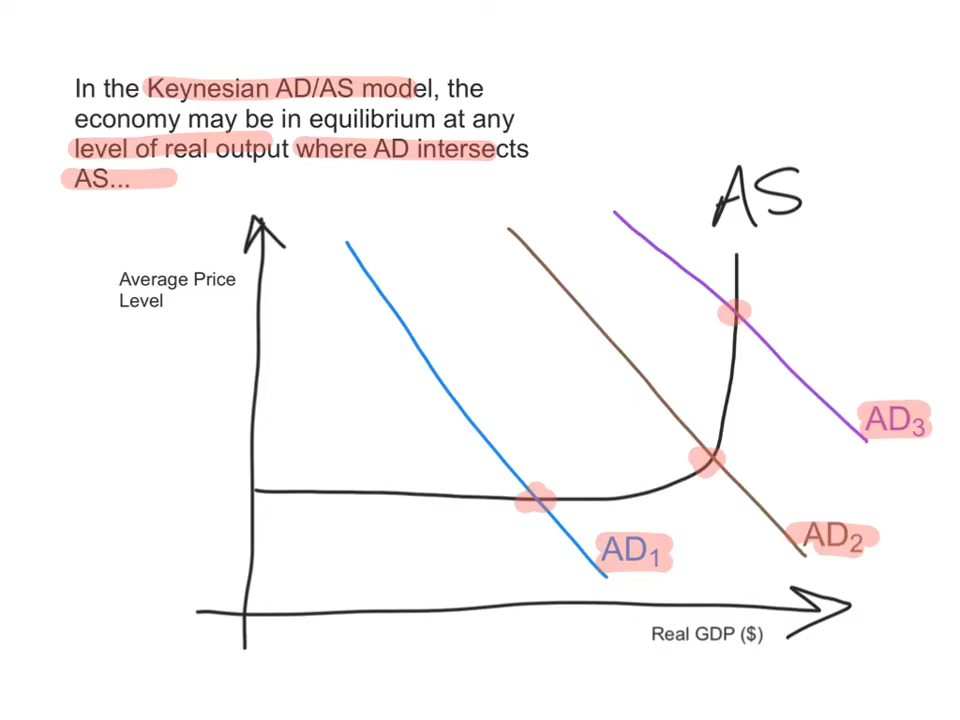 In the Keynesian AD/AS model, the
economy may be in equilibrium at any
level of real output where AD intersects
AS...
AS
Average Price
Level
AD₃
AD₂
AD₁
Real GDP ($)